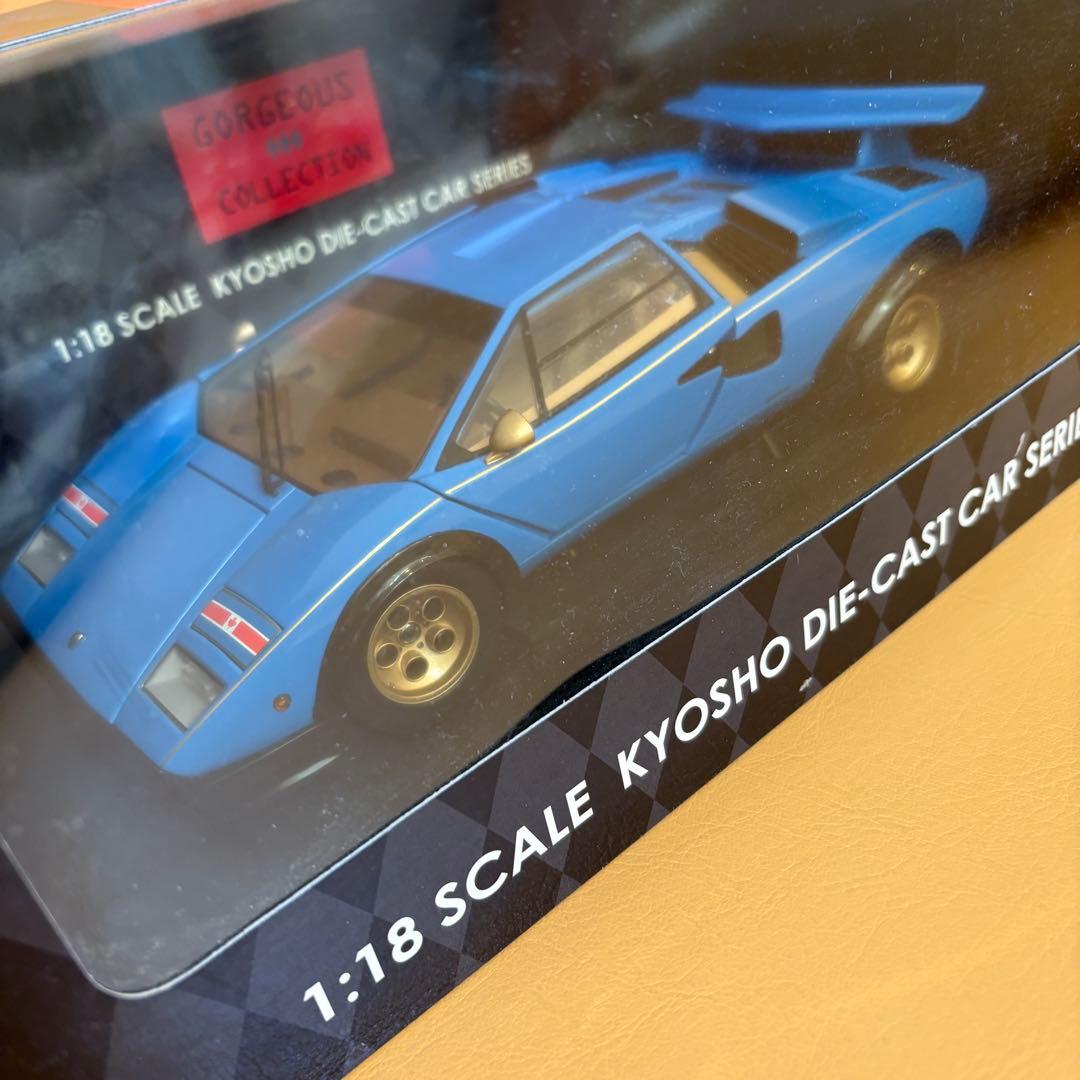 GORGEOUS
COLLECTION
1:18 SCALE KYOSHO DIE-CAST CAR SERIES
1:18 SCALE KYOSHO DIE-CAST CAR SERIE